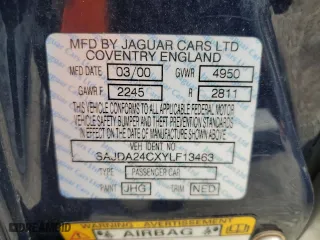 MFD BY JAGUAR CARS LTD
COVENTRY ENGLAND
MFD DATE 03/00 GVWR 4950
GAWR F 2245 R 2811
THIS VEHICLE CONFORMS TO ALL APPLICABLE FEDERAL MOTOR
VEHICLE SAFETY BUMPER AND THEFT PREVENTION STANDARDS
IN EFFECT ON THE DATE OF MANUFACTURE SHOWN ABOVE
VEH IDENT NO
SAJDA24CXYLF13463
TYPE PASSENGER CAR
PAINT JHG TRIM NED
AIRBAG